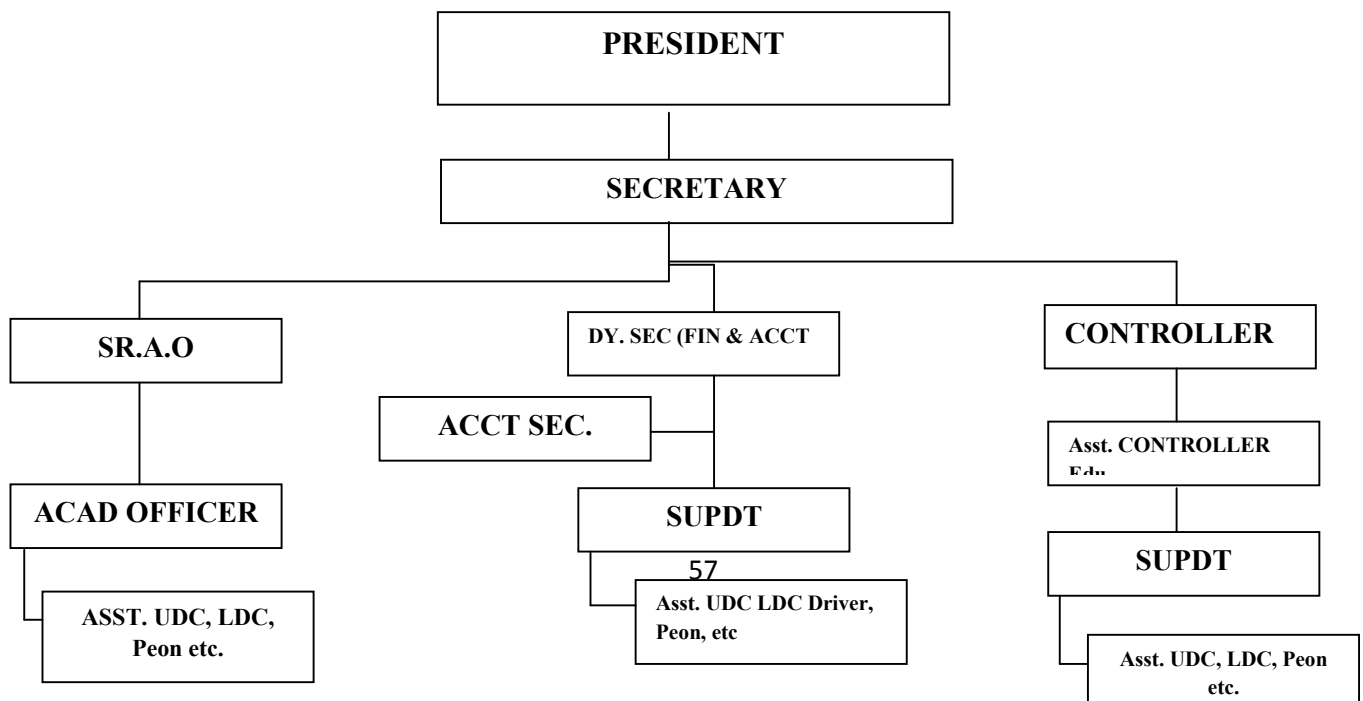 PRESIDENT
SECRETARY
SR.A.O
DY. SEC (FIN & ACCT
CONTROLLER
ACCT SEC.
Asst. CONTROLLER
Edu
ACAD OFFICER
SUPDT
SUPDT
57
ASST. UDC, LDC,
Peon etc.
Asst. UDC LDC Driver,
Peon, etc
Asst. UDC, LDC, Peon
etc.